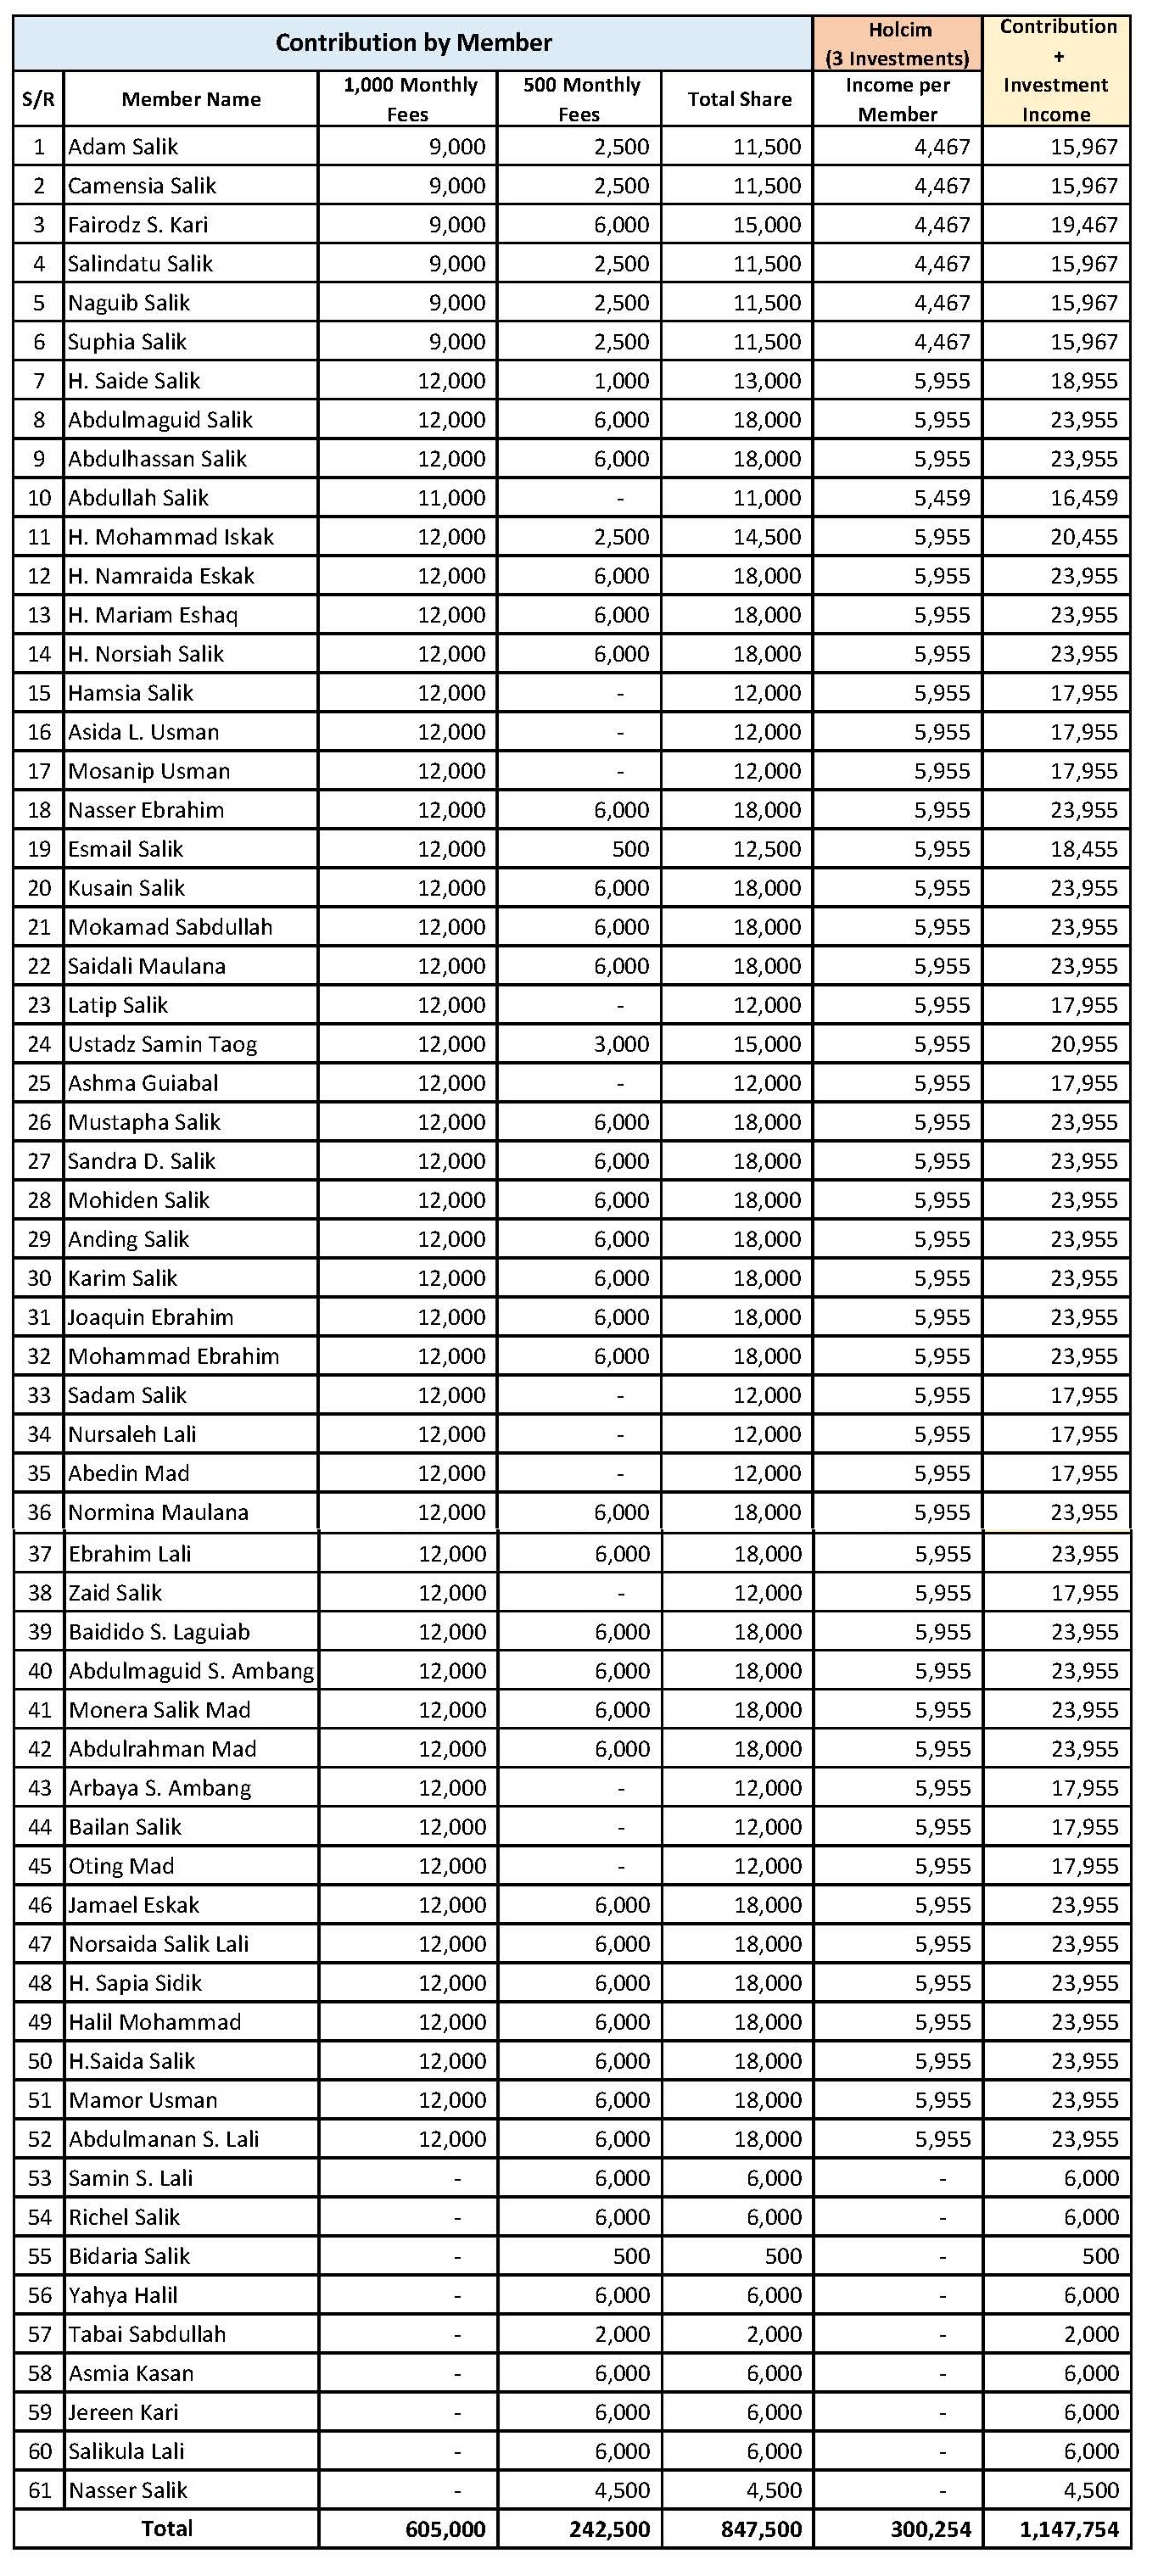 Contribution by Member
Holcim
(3 Investments)
Contribution
+
Investment
Income
S/R Member Name 1,000 Monthly Fees 500 Monthly Fees Total Share Income per Member
1 Adam Salik 9,000 2,500 11,500 4,467 15,967
2 Camensia Salik 9,000 2,500 11,500 4,467 15,967
3 Fairodz S. Kari 9,000 6,000 15,000 4,467 19,467
4 Salindatu Salik 9,000 2,500 11,500 4,467 15,967
5 Naguib Salik 9,000 2,500 11,500 4,467 15,967
6 Suphia Salik 9,000 2,500 11,500 4,467 15,967
7 H. Saide Salik 12,000 1,000 13,000 5,955 18,955
8 Abdulmaguid Salik 12,000 6,000 18,000 5,955 23,955
9 Abdulhassan Salik 12,000 6,000 18,000 5,955 23,955
10 Abdullah Salik 11,000 - 11,000 5,459 16,459
11 H. Mohammad Iskak 12,000 2,500 14,500 5,955 20,455
12 H. Namraida Eskak 12,000 6,000 18,000 5,955 23,955
13 H. Mariam Eshaq 12,000 6,000 18,000 5,955 23,955
14 H. Norsiah Salik 12,000 6,000 18,000 5,955 23,955
15 Hamsia Salik 12,000 - 12,000 5,955 17,955
16 Asida L. Usman 12,000 - 12,000 5,955 17,955
17 Mosanip Usman 12,000 - 12,000 5,955 17,955
18 Nasser Ebrahim 12,000 6,000 18,000 5,955 23,955
19 Esmail Salik 12,000 500 12,500 5,955 18,455
20 Kusain Salik 12,000 6,000 18,000 5,955 23,955
21 Mokamad Sabdullah 12,000 6,000 18,000 5,955 23,955
22 Saidali Maulana 12,000 6,000 18,000 5,955 23,955
23 Latip Salik 12,000 - 12,000 5,955 17,955
24 Ustadz Samin Taog 12,000 3,000 15,000 5,955 20,955
25 Ashma Guiabal 12,000 - 12,000 5,955 17,955
26 Mustapha Salik 12,000 6,000 18,000 5,955 23,955
27 Sandra D. Salik 12,000 6,000 18,000 5,955 23,955
28 Mohiden Salik 12,000 6,000 18,000 5,955 23,955
29 Anding Salik 12,000 6,000 18,000 5,955 23,955
30 Karim Salik 12,000 6,000 18,000 5,955 23,955
31 Joaquin Ebrahim 12,000 6,000 18,000 5,955 23,955
32 Mohammad Ebrahim 12,000 6,000 18,000 5,955 23,955
33 Sadam Salik 12,000 - 12,000 5,955 17,955
34 Nursaleh Lali 12,000 - 12,000 5,955 17,955
35 Abedin Mad 12,000 - 12,000 5,955 17,955
36 Normina Maulana 12,000 6,000 18,000 5,955 23,955
37 Ebrahim Lali 12,000 6,000 18,000 5,955 23,955
38 Zaid Salik 12,000 - 12,000 5,955 17,955
39 Baidido S. Laguiab 12,000 6,000 18,000 5,955 23,955
40 Abdulmaguid S. Ambang 12,000 6,000 18,000 5,955 23,955
41 Monera Salik Mad 12,000 6,000 18,000 5,955 23,955
42 Abdulrahman Mad 12,000 6,000 18,000 5,955 23,955
43 Arbaya S. Ambang 12,000 - 12,000 5,955 17,955
44 Bailan Salik 12,000 - 12,000 5,955 17,955
45 Oting Mad 12,000 - 12,000 5,955 17,955
46 Jamael Eskak 12,000 6,000 18,000 5,955 23,955
47 Norsaida Salik Lali 12,000 6,000 18,000 5,955 23,955
48 H. Sapia Sidik 12,000 6,000 18,000 5,955 23,955
49 Halil Mohammad 12,000 6,000 18,000 5,955 23,955
50 H.Saida Salik 12,000 6,000 18,000 5,955 23,955
51 Mamor Usman 12,000 6,000 18,000 5,955 23,955
52 Abdulmanan S. Lali 12,000 6,000 18,000 5,955 23,955
53 Samin S. Lali - 6,000 6,000 - 6,000
54 Richel Salik - 6,000 6,000 - 6,000
55 Bidaria Salik - 500 500 - 500
56 Yahya Halil - 6,000 6,000 - 6,000
57 Tabai Sabdullah - 2,000 2,000 - 2,000
58 Asmia Kasan - 6,000 6,000 - 6,000
59 Jereen Kari - 6,000 6,000 - 6,000
60 Salikula Lali - 6,000 6,000 - 6,000
61 Nasser Salik - 4,500 4,500 - 4,500
Total 605,000 242,500 847,500 300,254 1,147,754